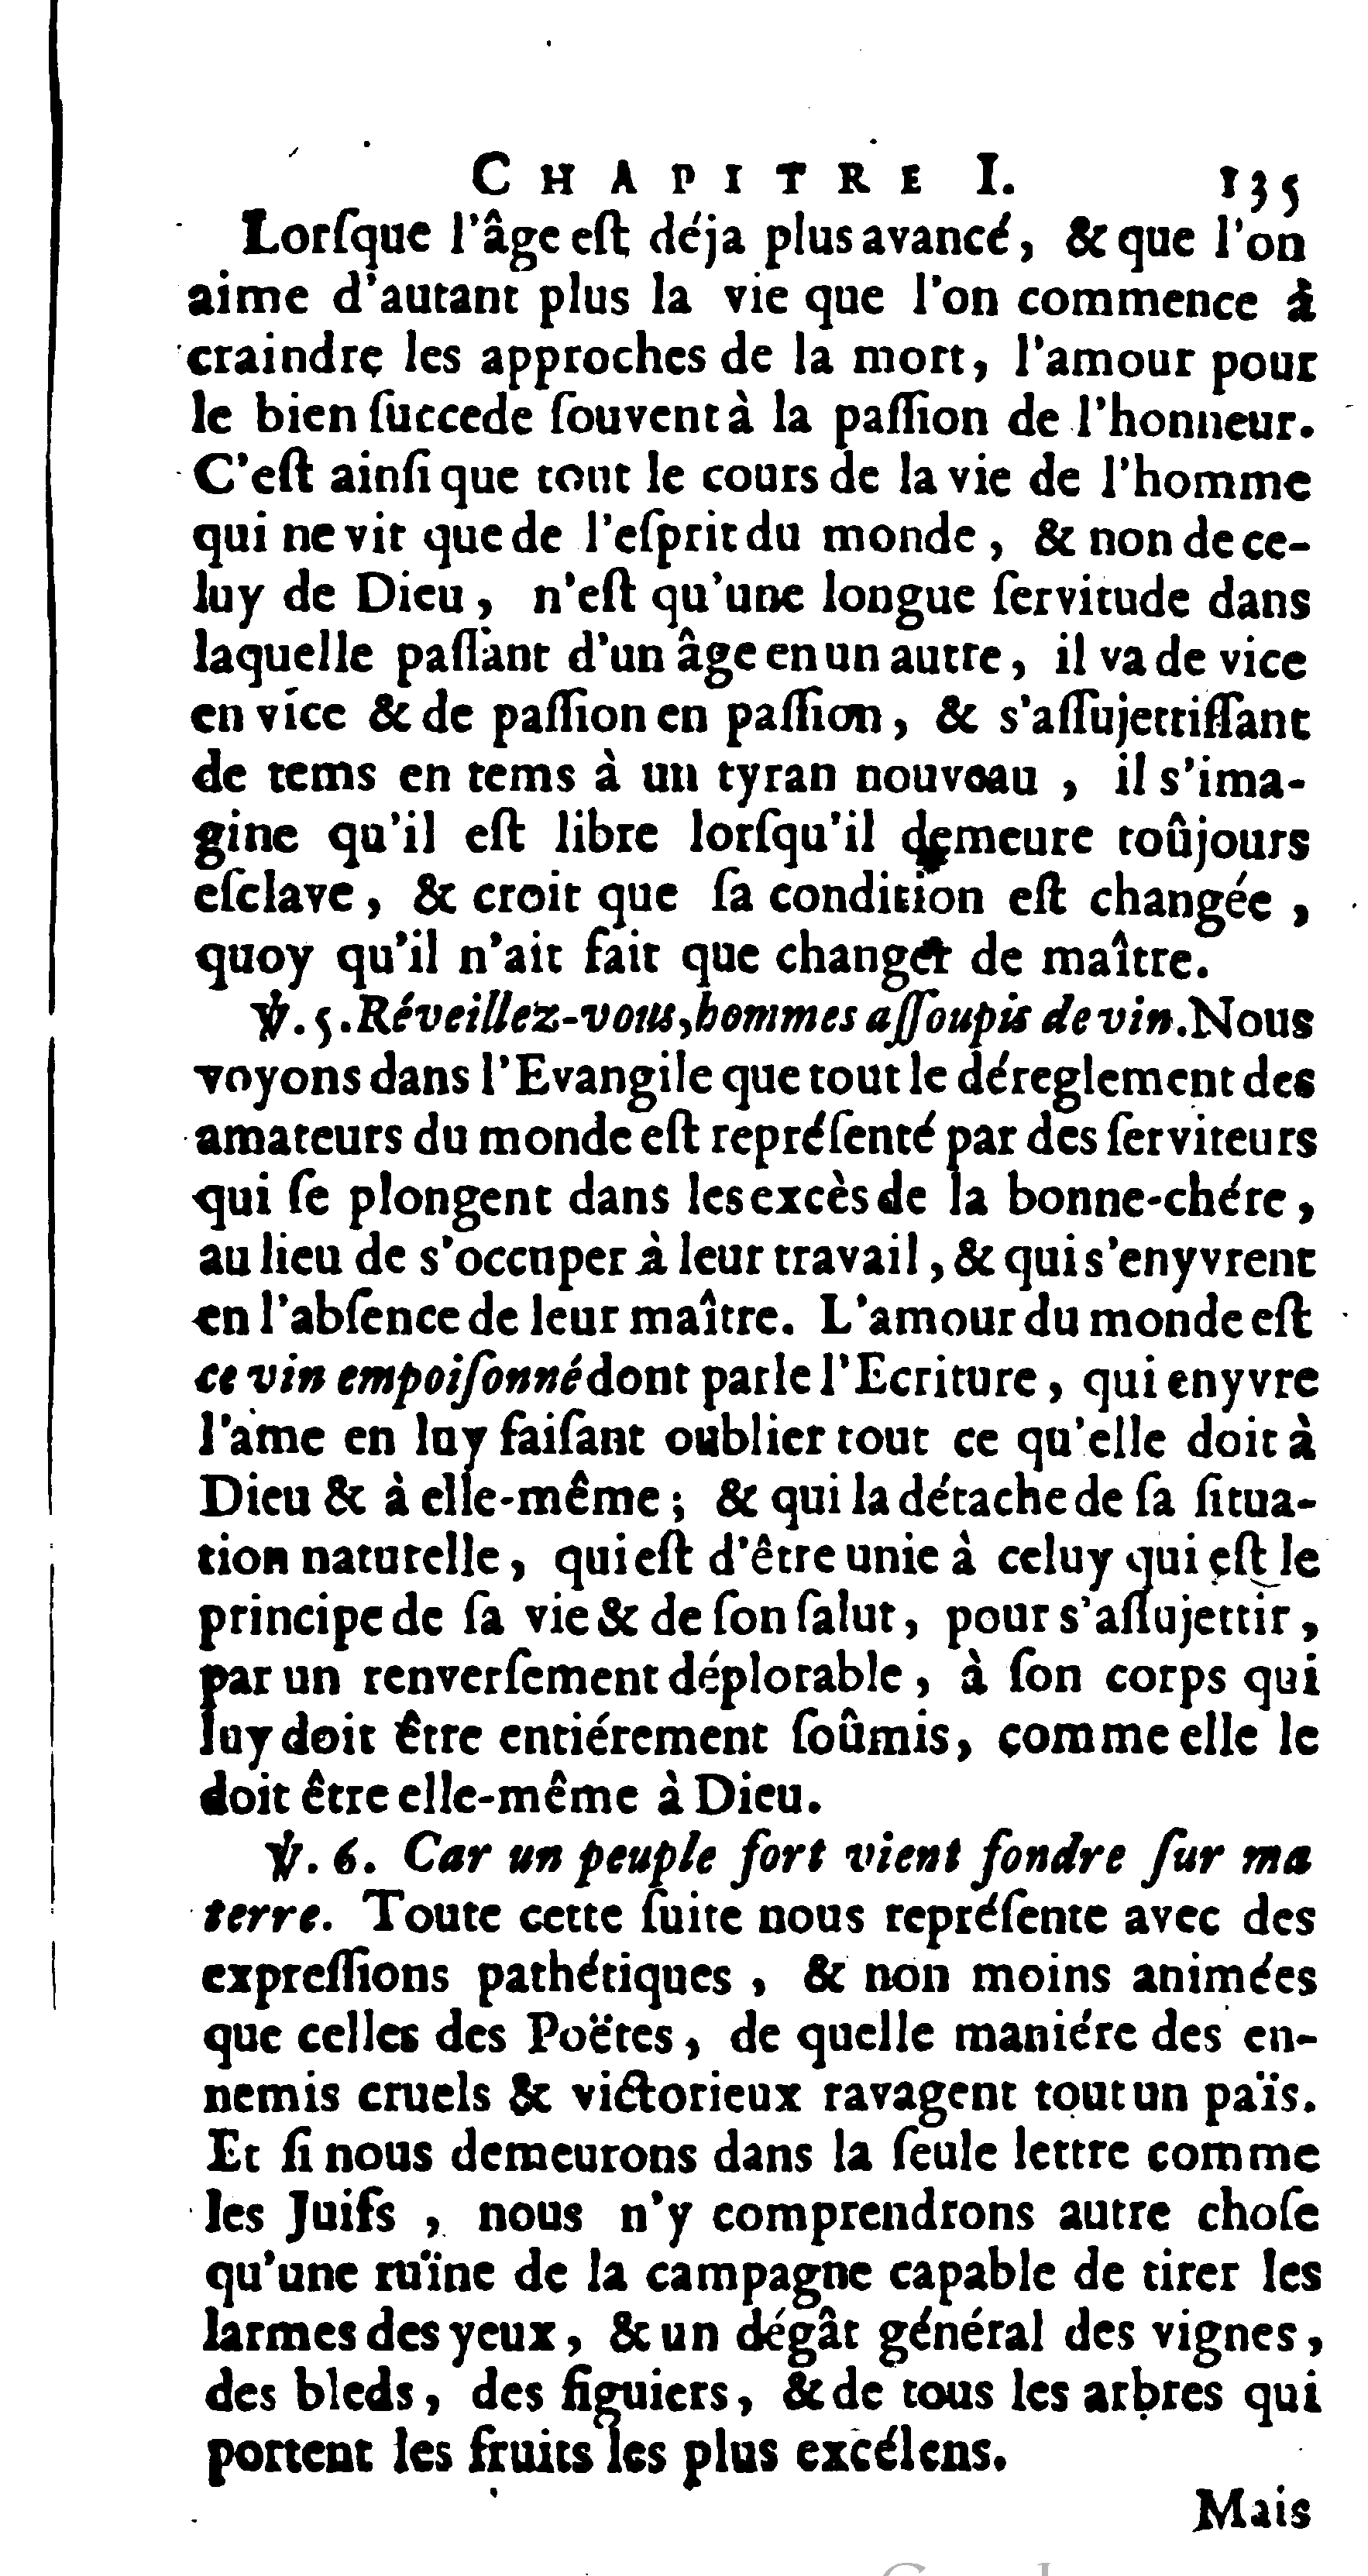 CHAPITRE I. 135
Lorſque l'âge eſt déja plus avancé, & que l'on
aime d'autant plus la vie que l'on commence à
craindre les approches de la mort, l'amour pour
le bien ſuccede ſouvent à la paſſion de l'honneur.
C'eſt ainſi que tout le cours de la vie de l'homme
qui ne vit que de l'eſprit du monde, & non de ce-
luy de Dieu, n'eſt qu'une longue ſervitude dans
laquelle paſſant d'un âge en un autre, il va de vice
en vice & de paſſion en paſſion, & s'aſſujettiſſant
de tems en tems à un tyran nouveau, il s'ima-
gine qu'il eſt libre lorſqu'il demeure toûjours
eſclave, & croit que ſa condition eſt changée,
quoy qu'il n'ait fait que changer de maître.
℣. 5. Réveillez-vous, hommes aſſoupis de vin. Nous
voyons dans l'Evangile que tout le déreglement des
amateurs du monde eſt repréſenté par des ſerviteurs
qui ſe plongent dans les excès de la bonne-chére,
au lieu de s'occuper à leur travail, & qui s'enyvrent
en l'abſence de leur maître. L'amour du monde eſt
ce vin empoiſonné dont parle l'Ecriture, qui enyvre
l'ame en luy faiſant oublier tout ce qu'elle doit à
Dieu & à elle-même; & qui la détache de ſa ſitua-
tion naturelle, qui eſt d'être unie à celuy qui eſt le
principe de ſa vie & de ſon ſalut, pour s'aſſujettir,
par un renverſement déplorable, à ſon corps qui
luy doit être entiérement ſoûmis, comme elle le
doit être elle-même à Dieu.
℣. 6. Car un peuple fort vient fondre ſur ma
terre. Toute cette ſuite nous repréſente avec des
expreſſions pathétiques, & non moins animées
que celles des Poëtes, de quelle maniére des en-
nemis cruels & victorieux ravagent tout un païs.
Et ſi nous demeurons dans la ſeule lettre comme
les Juifs, nous n'y comprendrons autre choſe
qu'une ruïne de la campagne capable de tirer les
larmes des yeux, & un dégât général des vignes,
des bleds, des figuiers, & de tous les arbres qui
portent les fruits les plus excélens.
Mais